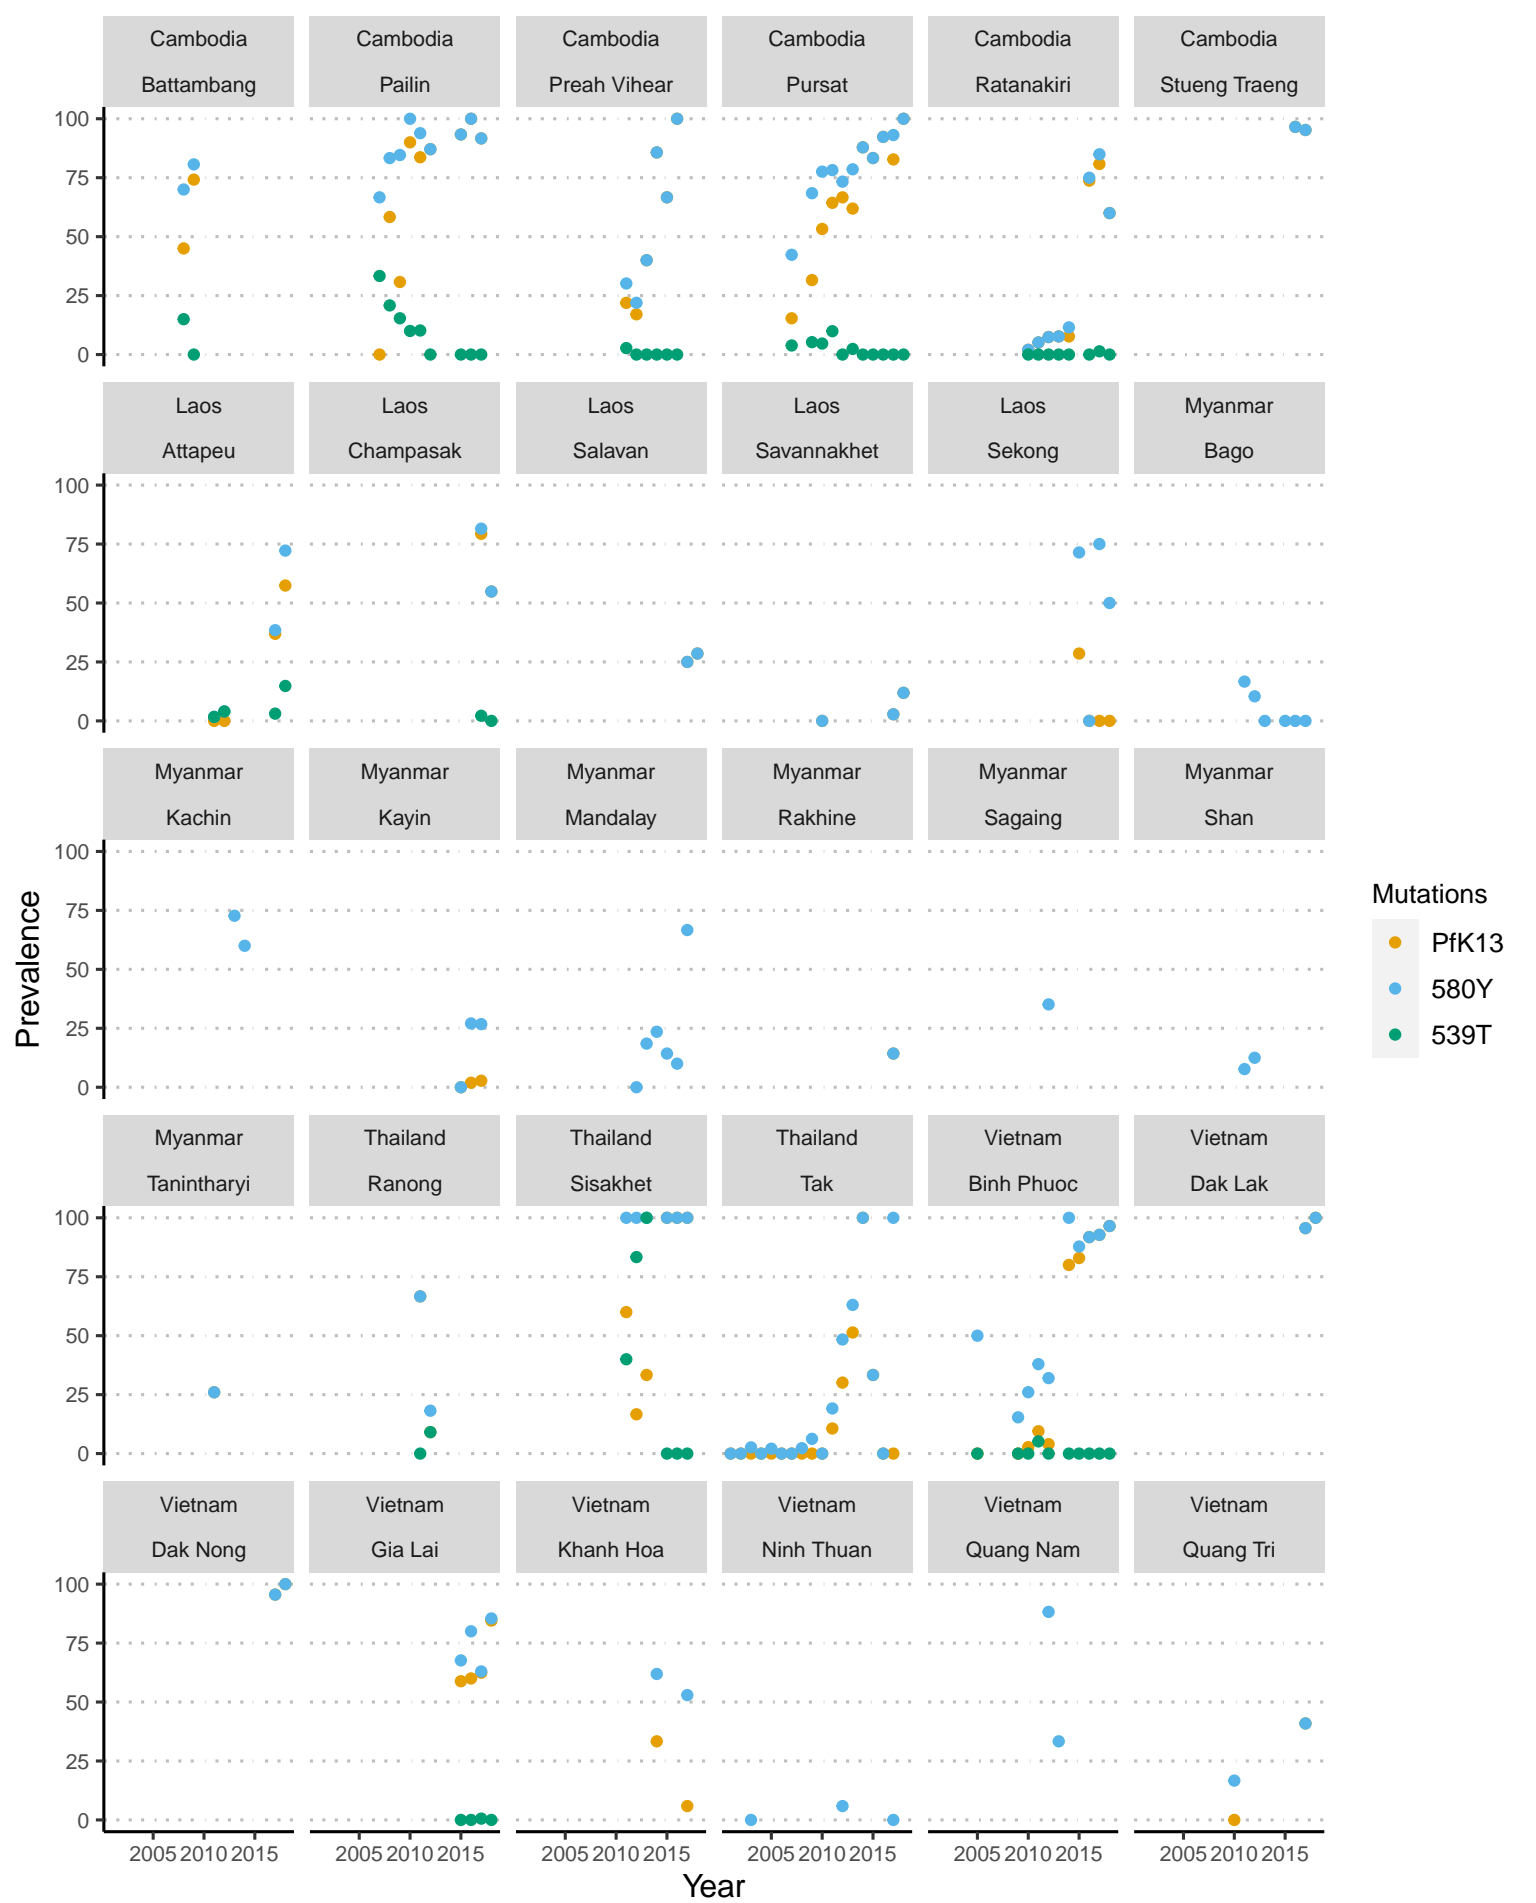 Cambodia Cambodia Cambodia Cambodia Cambodia Cambodia
Battambang Pailin Preah Vihear Pursat Ratanakiri Stueng Traeng
100
75
50
25
0
Laos Laos Laos Laos Laos Myanmar
Attapeu Champasak Salavan Savannakhet Sekong Bago
100
75
50
25
0
Myanmar Myanmar Myanmar Myanmar Myanmar Myanmar
Kachin Kayin Mandalay Rakhine Sagaing Shan
100
75
50
25
0
Prevalence
Mutations
PfK13
580Y
539T
Myanmar Thailand Thailand Thailand Vietnam Vietnam
Tanintharyi Ranong Sisakhet Tak Binh Phuoc Dak Lak
100
75
50
25
0
Vietnam Vietnam Vietnam Vietnam Vietnam Vietnam
Dak Nong Gia Lai Khanh Hoa Ninh Thuan Quang Nam Quang Tri
100
75
50
25
0
2005 2010 2015 2005 2010 2015 2005 2010 2015 2005 2010 2015 2005 2010 2015 2005 2010 2015
Year